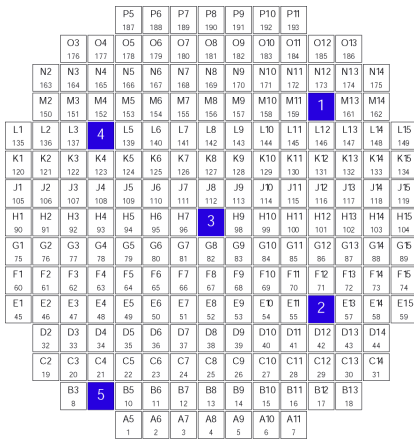 P5 P6 P7 P8 P9 P10 P11
187 188 189 190 191 192 193
O3 O4 O5 O6 O7 O8 O9 O10 O11 O12 O13
176 177 178 179 180 181 182 183 184 185 186
N2 N3 N4 N5 N6 N7 N8 N9 N10 N11 N12 N13 N14
163 164 165 166 167 168 169 170 171 172 173 174 175
M2 M3 M4 M5 M6 M7 M8 M9 M10 M11 1 M13 M14
150 151 152 153 154 155 156 157 158 159 161 162
L1 L2 L3 4 L5 L6 L7 L8 L9 L10 L11 L12 L13 L14 L15
135 136 137 139 140 141 142 143 144 145 146 147 148 149
K1 K2 K3 K4 K5 K6 K7 K8 K9 K10 K11 K12 K13 K14 K15
120 121 122 123 124 125 126 127 128 129 130 131 132 133 134
J1 J2 J3 J4 J5 J6 J7 J8 J9 J10 J11 J12 J13 J14 J15
105 106 107 108 109 110 111 112 113 114 115 116 117 118 119
H1 H2 H3 H4 H5 H6 H7 3 H9 H10 H11 H12 H13 H14 H15
90 91 92 93 94 95 96 98 99 100 101 102 103 104
G1 G2 G3 G4 G5 G6 G7 G8 G9 G10 G11 G12 G13 G14 G15
75 76 77 78 79 80 81 82 83 84 85 86 87 88 89
F1 F2 F3 F4 F5 F6 F7 F8 F9 F10 F11 F12 F13 F14 F15
60 61 62 63 64 65 66 67 68 69 70 71 72 73 74
E1 E2 E3 E4 E5 E6 E7 E8 E9 E10 E11 2 E13 E14 E15
45 46 47 48 49 50 51 52 53 54 55 57 58 59
D2 D3 D4 D5 D6 D7 D8 D9 D10 D11 D12 D13 D14
32 33 34 35 36 37 38 39 40 41 42 43 44
C2 C3 C4 C5 C6 C7 C8 C9 C10 C11 C12 C13 C14
19 20 21 22 23 24 25 26 27 28 29 30 31
B3 5 B5 B6 B7 B8 B9 B10 B11 B12 B13
8 10 11 12 13 14 15 16 17 18
A5 A6 A7 A8 A9 A10 A11
1 2 3 4 5 6 7